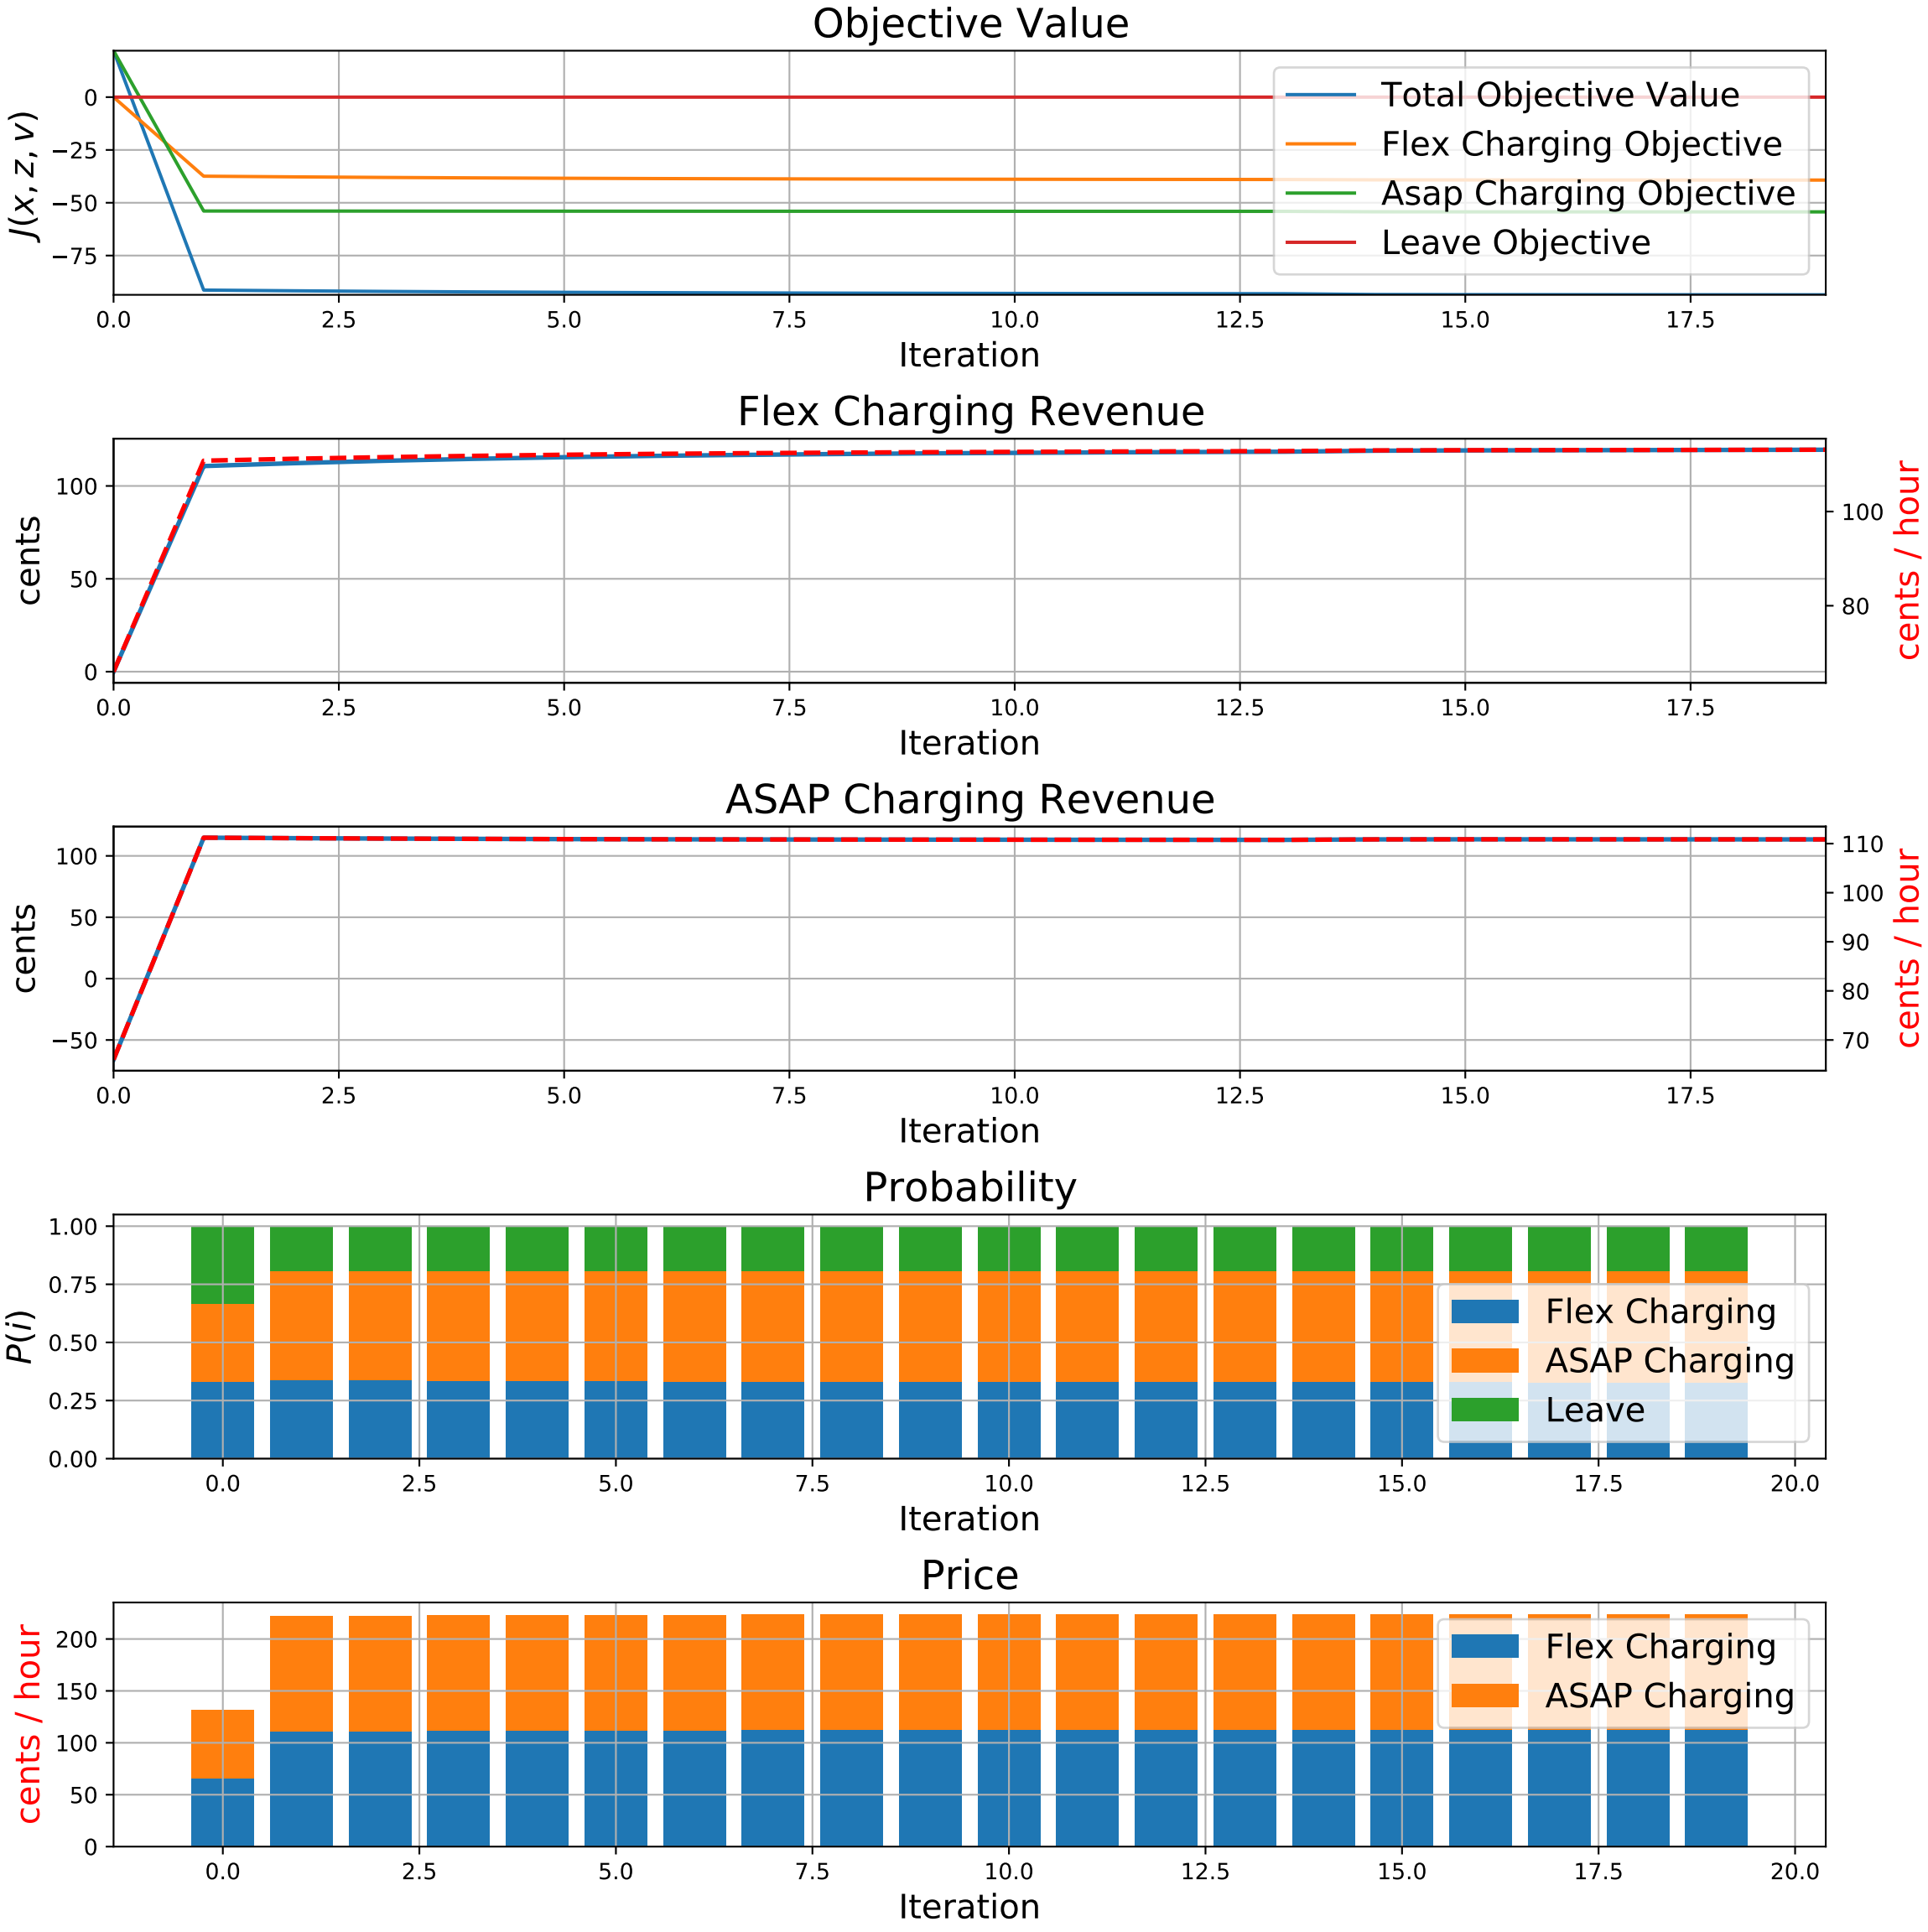 Objective Value
J(x, z, v)
0
−25
−50
−75
Total Objective Value
Flex Charging Objective
Asap Charging Objective
Leave Objective
0.0 2.5 5.0 7.5 10.0 12.5 15.0 17.5
Iteration
Flex Charging Revenue
cents
100
50
0
100
80
cents / hour
0.0 2.5 5.0 7.5 10.0 12.5 15.0 17.5
Iteration
ASAP Charging Revenue
cents
100
50
0
−50
110
100
90
80
70
cents / hour
0.0 2.5 5.0 7.5 10.0 12.5 15.0 17.5
Iteration
Probability
P(i)
1.00
0.75
0.50
0.25
0.00
Flex Charging
ASAP Charging
Leave
0.0 2.5 5.0 7.5 10.0 12.5 15.0 17.5 20.0
Iteration
Price
cents / hour
200
150
100
50
0
Flex Charging
ASAP Charging
0.0 2.5 5.0 7.5 10.0 12.5 15.0 17.5 20.0
Iteration